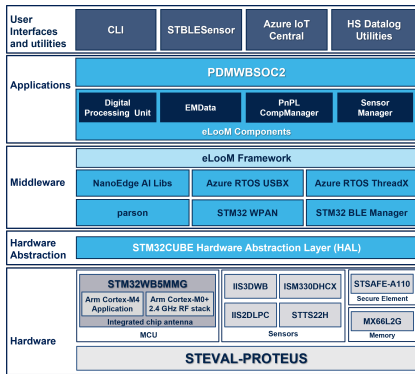 User
Interfaces
and utilities
CLI
STBLESensor
Azure IoT
Central
HS Datalog
Utilities
Applications
PDMWBSOC2
Digital
Processing Unit
EMData
PnPL
CompManager
Sensor
Manager
eLooM Components
Middleware
eLooM Framework
NanoEdge AI Libs
Azure RTOS USBX
Azure RTOS ThreadX
parson
STM32 WPAN
STM32 BLE Manager
Hardware
Abstraction
STM32CUBE Hardware Abstraction Layer (HAL)
Hardware
STM32WB5MMG
Arm Cortex-M4
Application
Arm Cortex-M0+
2.4 GHz RF stack
Integrated chip antenna
MCU
IIS3DWB
ISM330DHCX
IIS2DLPC
STTS22H
Sensors
STSAFE-A110
Secure Element
MX66L2G
Memory
STEVAL-PROTEUS